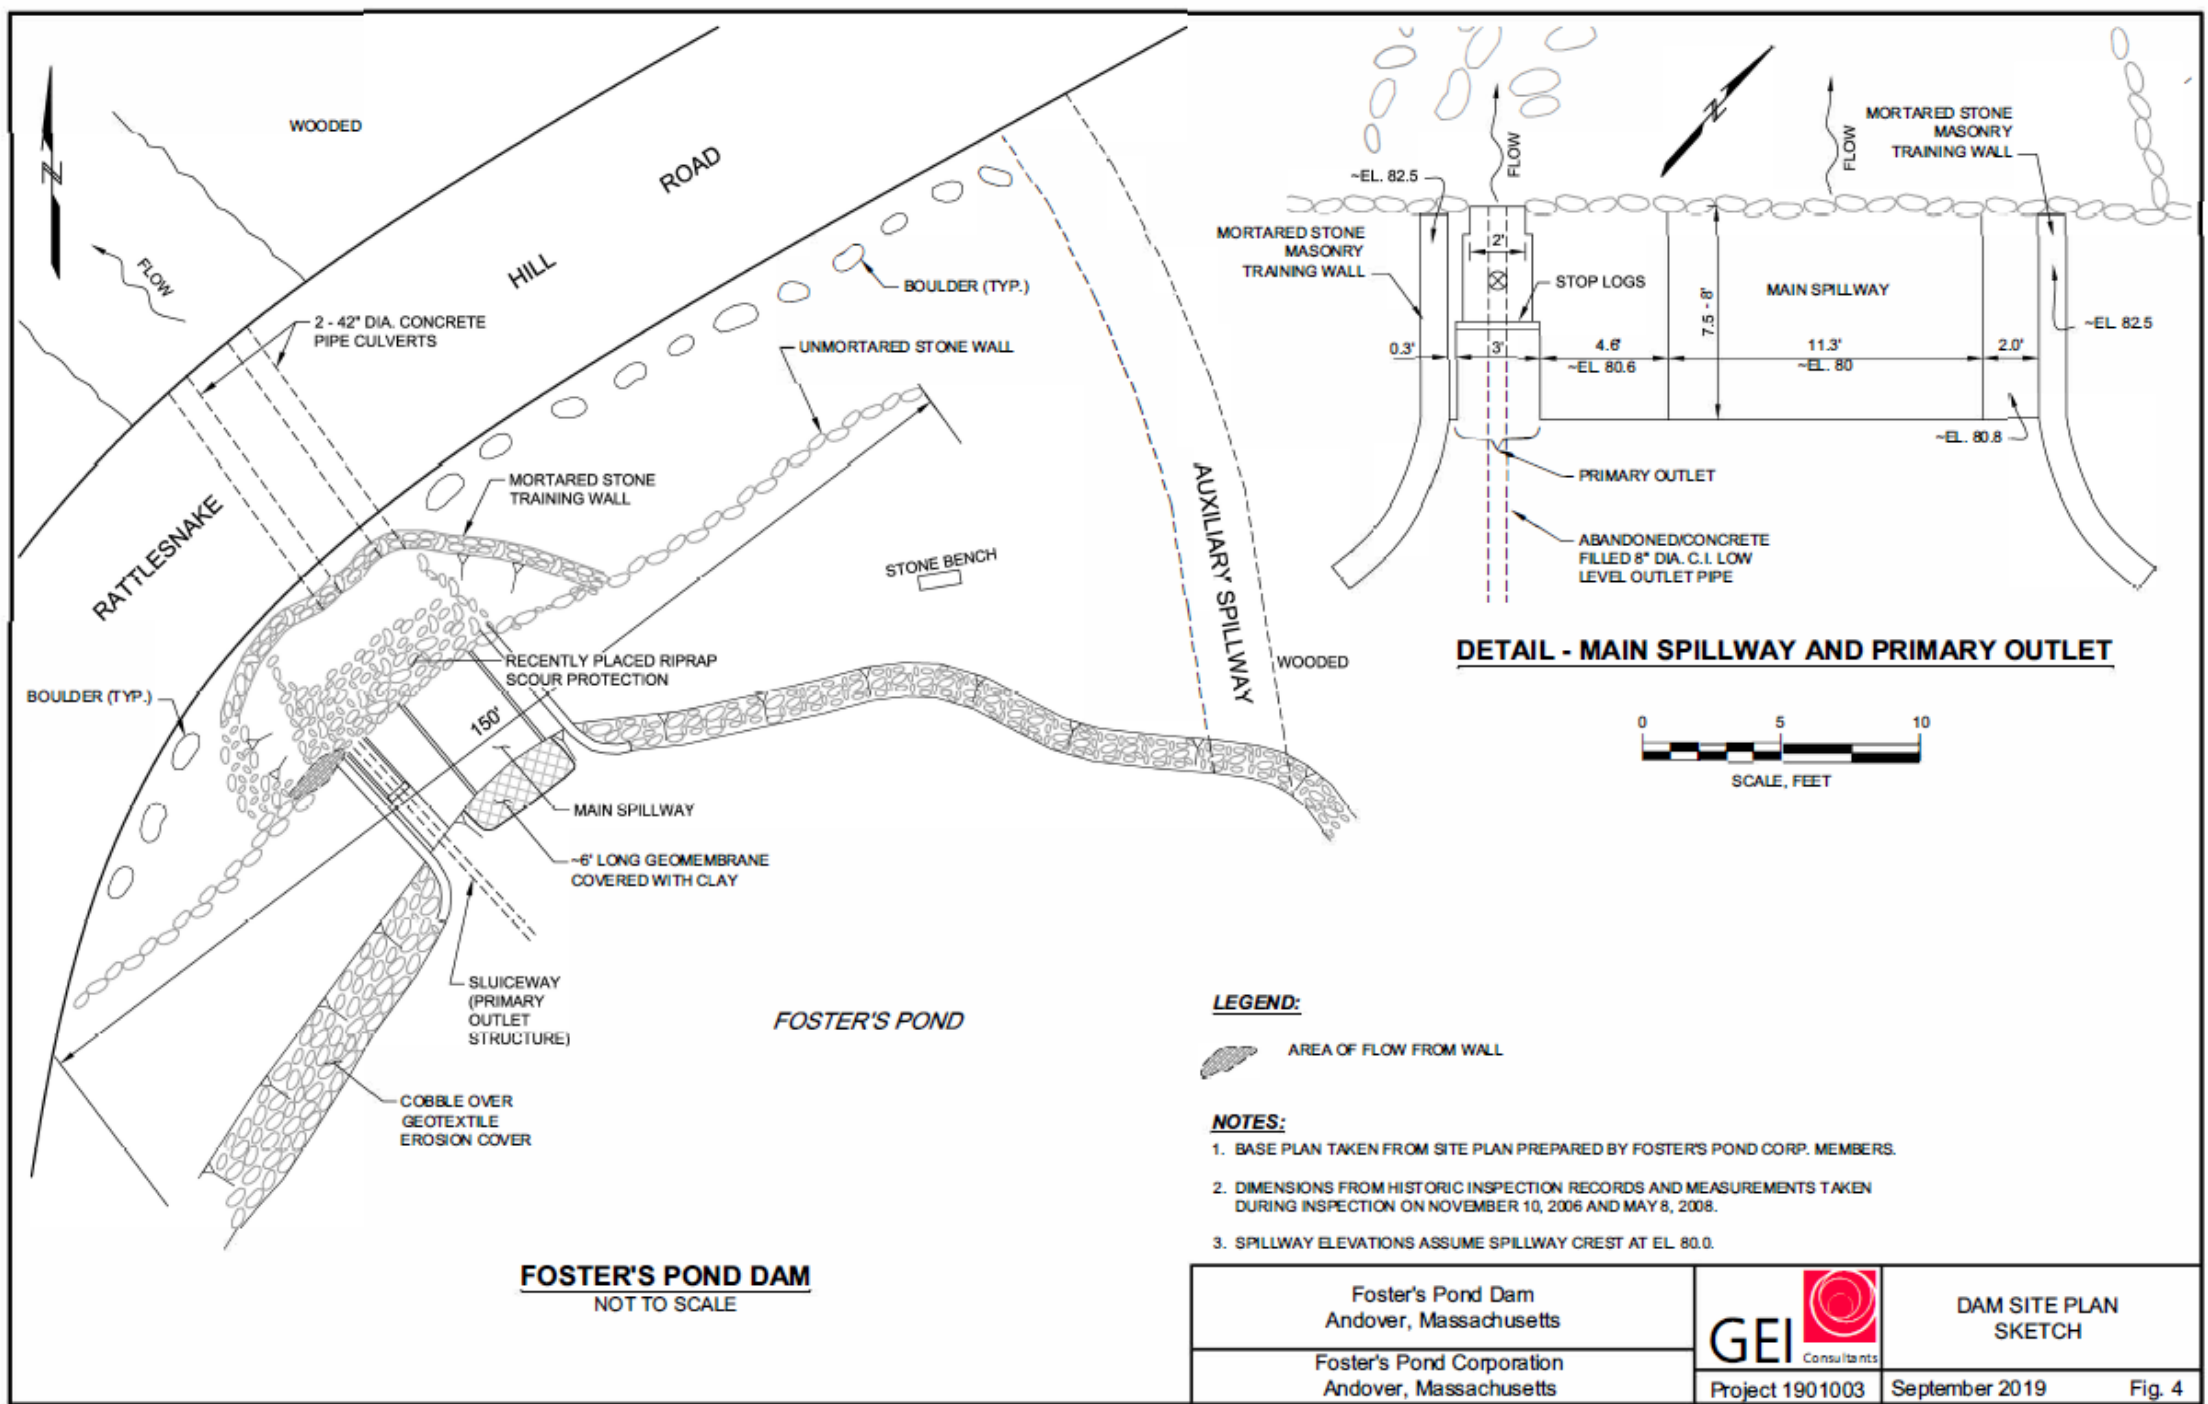 WOODED
N
FLOW
RATTLESNAKE
HILL
ROAD
2 - 42" DIA. CONCRETE
PIPE CULVERTS
BOULDER (TYP.)
UNMORTARED STONE WALL
MORTARED STONE
TRAINING WALL
STONE BENCH
AUXILIARY SPILLWAY
WOODED
RECENTLY PLACED RIPRAP
SCOUR PROTECTION
150'
BOULDER (TYP.)
MAIN SPILLWAY
~6' LONG GEOMEMBRANE
COVERED WITH CLAY
SLUICEWAY
(PRIMARY
OUTLET
STRUCTURE)
COBBLE OVER
GEOTEXTILE
EROSION COVER
FOSTER'S POND
FOSTER'S POND DAM
NOT TO SCALE
N
FLOW
FLOW
MORTARED STONE
MASONRY
TRAINING WALL
~EL. 82.5
MORTARED STONE
MASONRY
TRAINING WALL
2'
STOP LOGS
MAIN SPILLWAY
7.5 - 8'
~EL 82.5
0.3'
3'
4.6'
~EL 80.6
11.3'
~EL. 80
2.0'
~EL. 80.8
PRIMARY OUTLET
ABANDONED/CONCRETE
FILLED 8" DIA. C.I. LOW
LEVEL OUTLET PIPE
DETAIL - MAIN SPILLWAY AND PRIMARY OUTLET
0 5 10
SCALE, FEET
LEGEND:
AREA OF FLOW FROM WALL
NOTES:
1. BASE PLAN TAKEN FROM SITE PLAN PREPARED BY FOSTER'S POND CORP. MEMBERS.
2. DIMENSIONS FROM HISTORIC INSPECTION RECORDS AND MEASUREMENTS TAKEN
DURING INSPECTION ON NOVEMBER 10, 2006 AND MAY 8, 2008.
3. SPILLWAY ELEVATIONS ASSUME SPILLWAY CREST AT EL. 80.0.
Foster's Pond Dam
Andover, Massachusetts
Foster's Pond Corporation
Andover, Massachusetts
GEI Consultants
Project 1901003
DAM SITE PLAN
SKETCH
September 2019 Fig. 4